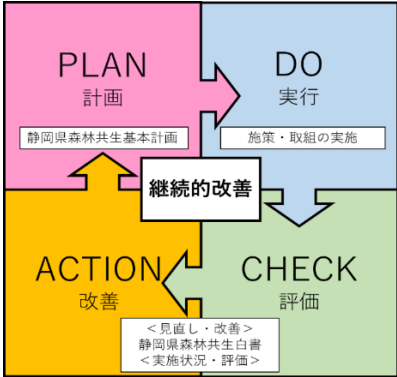 PLAN
計画
静岡県森林共生基本計画
DO
実行
施策・取組の実施
継続的改善
ACTION
改善
CHECK
評価
＜見直し・改善＞
静岡県森林共生白書
＜実施状況・評価＞